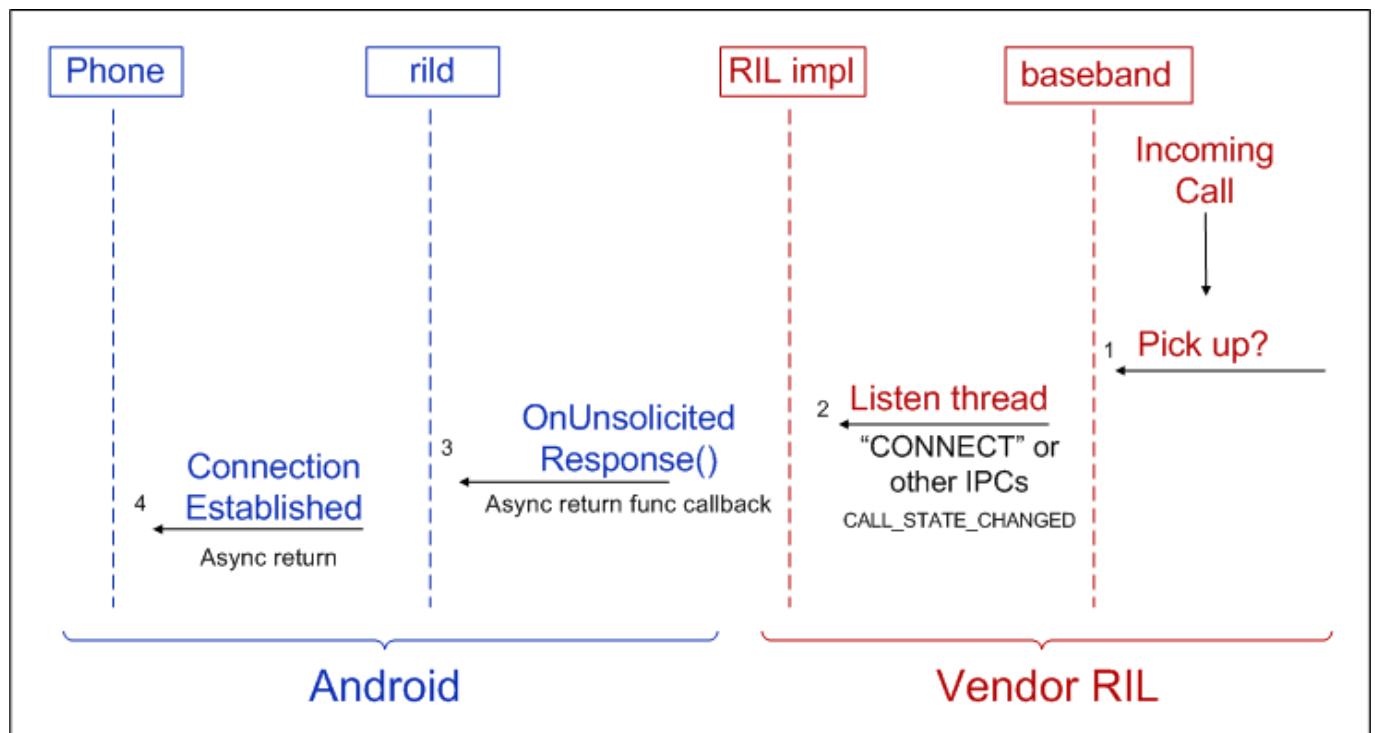 Phone
rild
RIL impl
baseband
Incoming
Call
1
Pick up?
2
Listen thread
“CONNECT” or
other IPCs
CALL_STATE_CHANGED
3
OnUnsolicited
Response()
Async return func callback
4
Connection
Established
Async return
Android
Vendor RIL